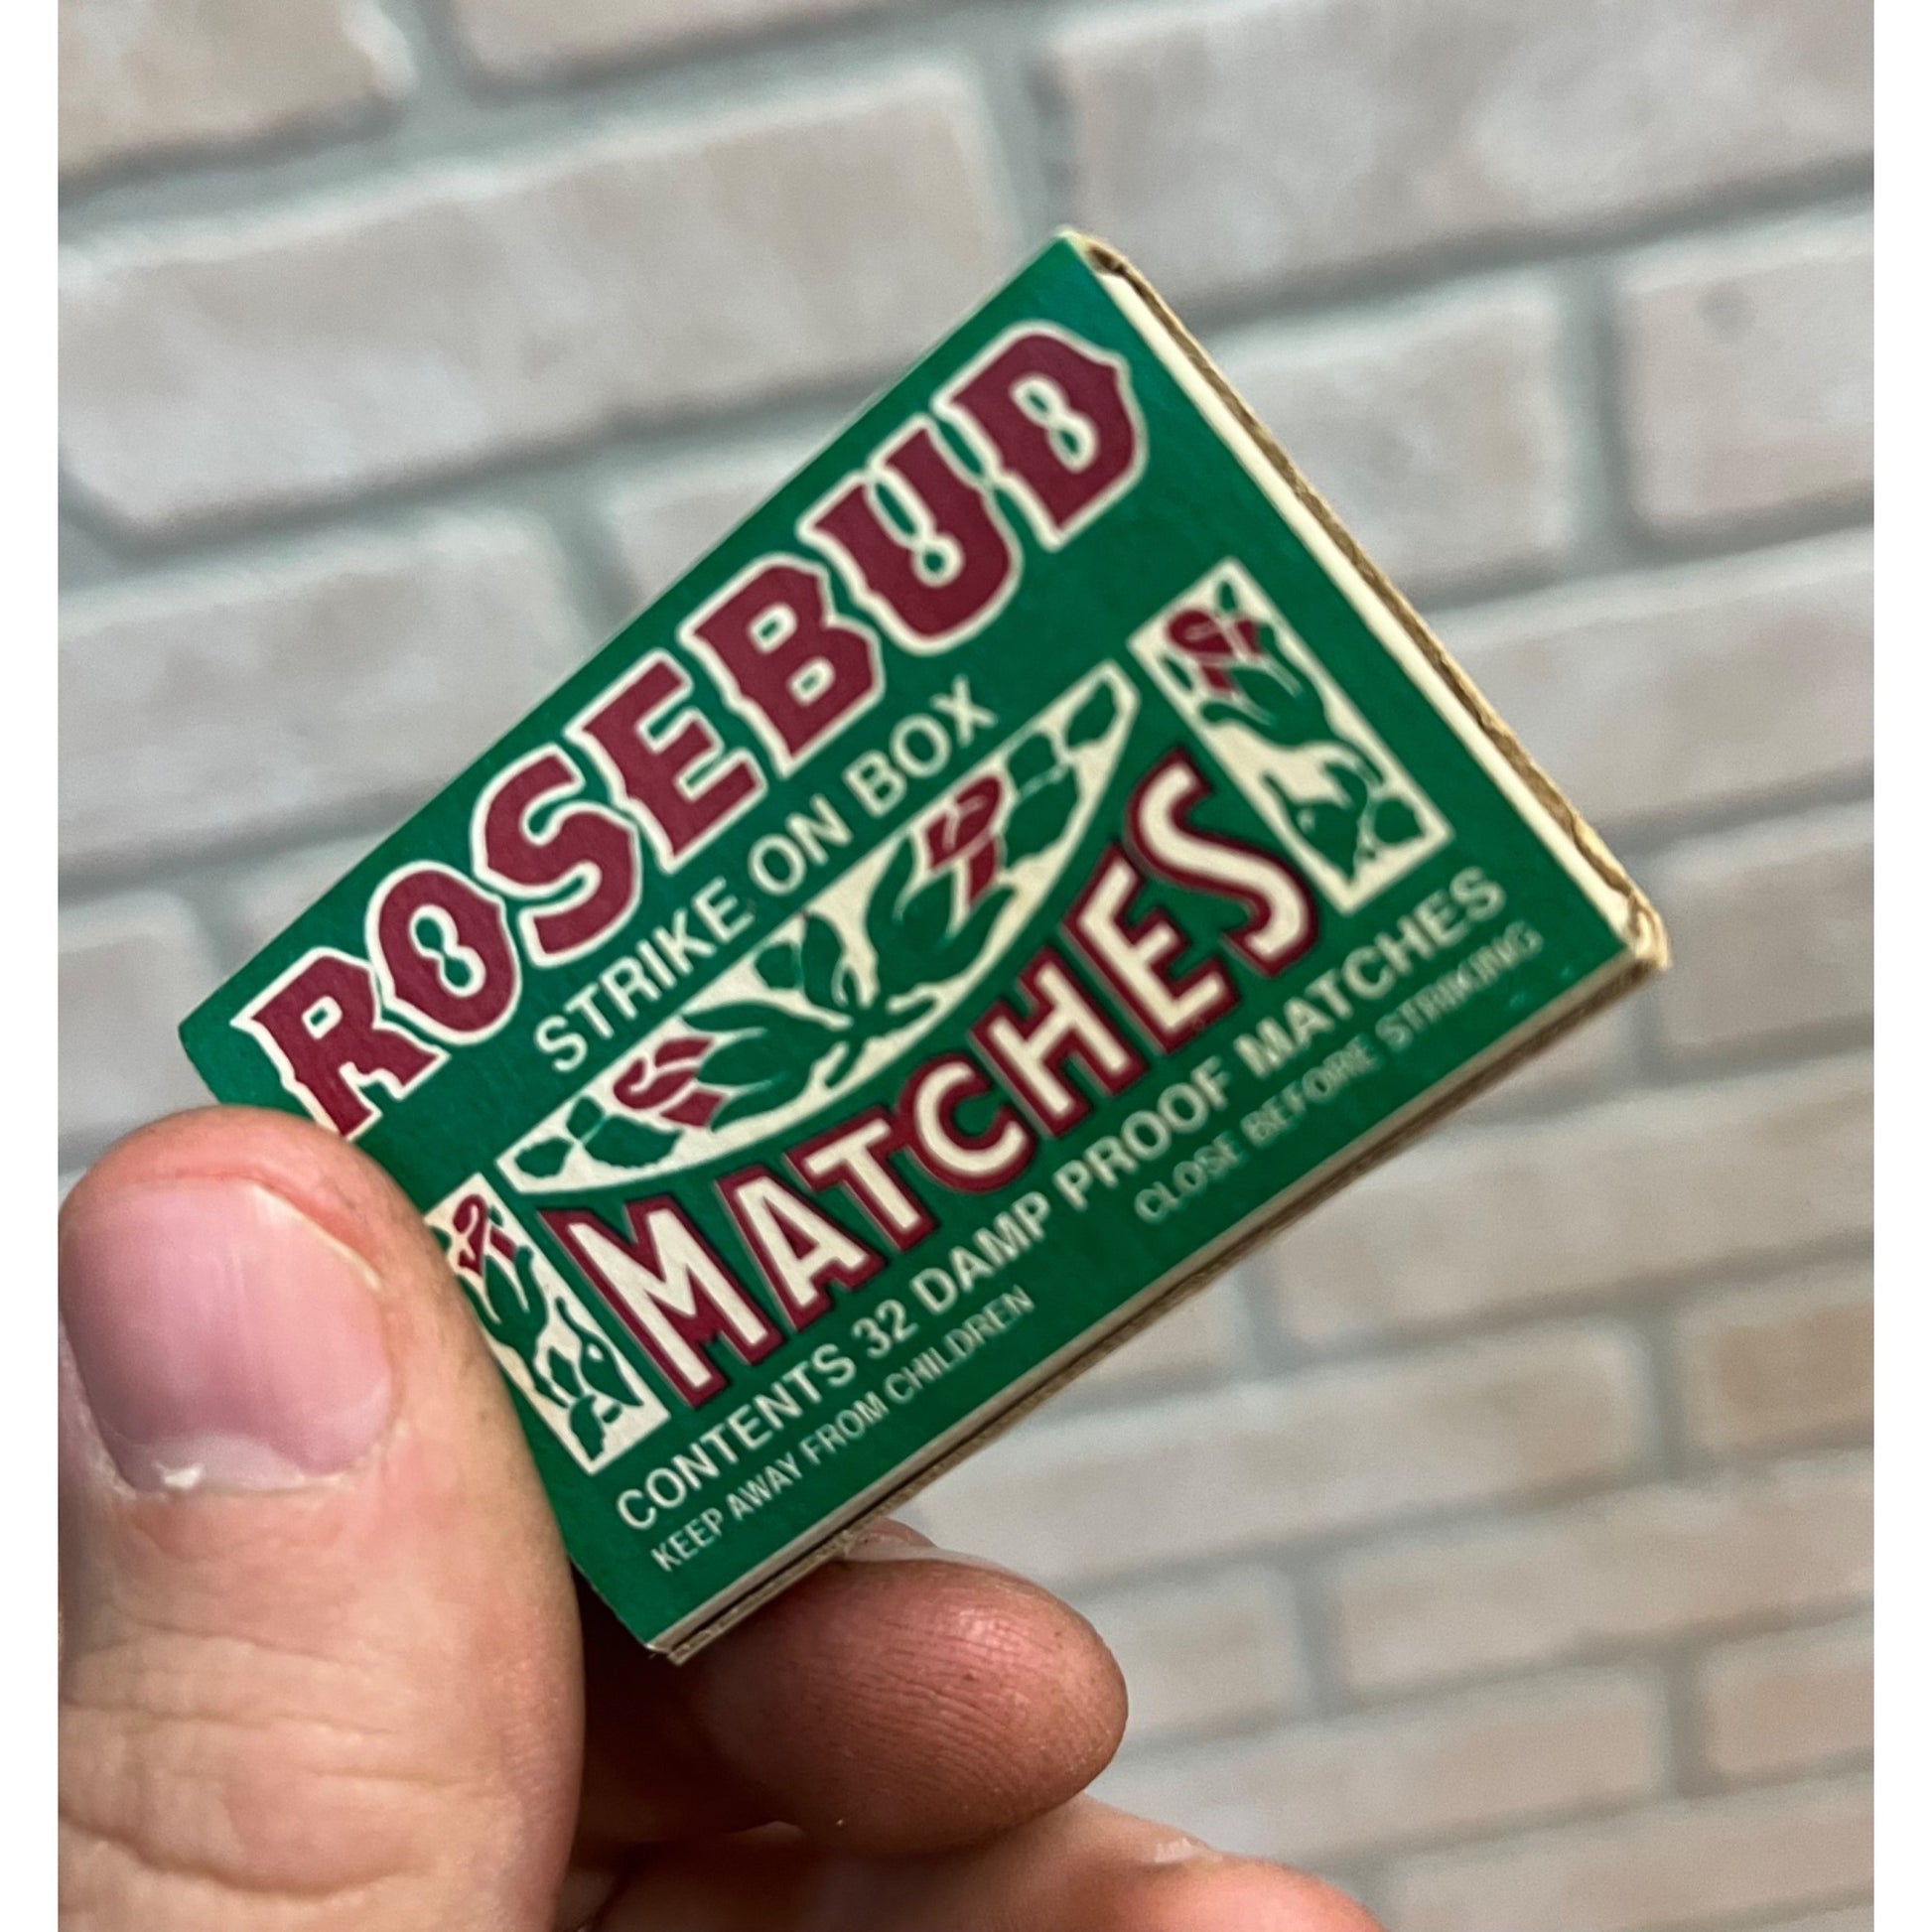 ROSEBUD
STRIKE ON BOX
MATCHES
CONTENTS 32 DAMP PROOF MATCHES
KEEP AWAY FROM CHILDREN CLOSE BEFORE STRIKING